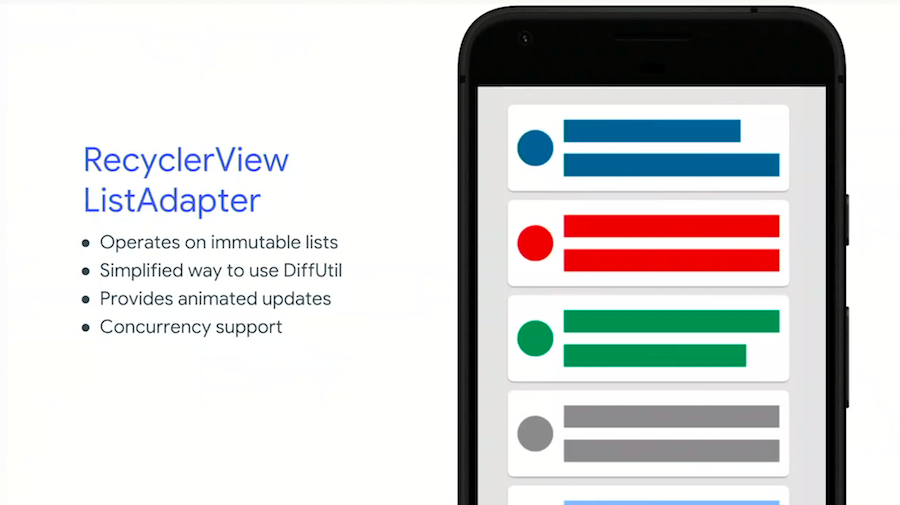 RecyclerView
ListAdapter
● Operates on immutable lists
● Simplified way to use DiffUtil
● Provides animated updates
● Concurrency support